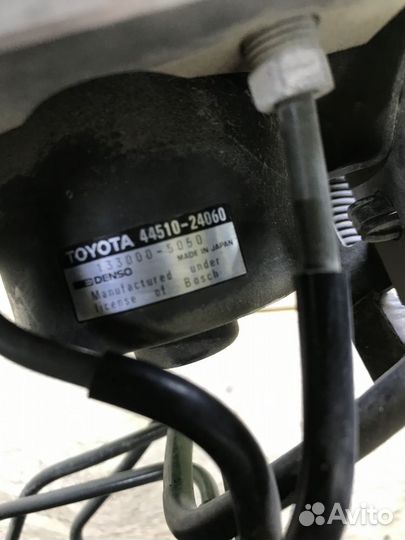 TOYOTA 44510-24060
133000-5050
DENSO MADE IN JAPAN
Manufactured under
license of Bosch
Avito